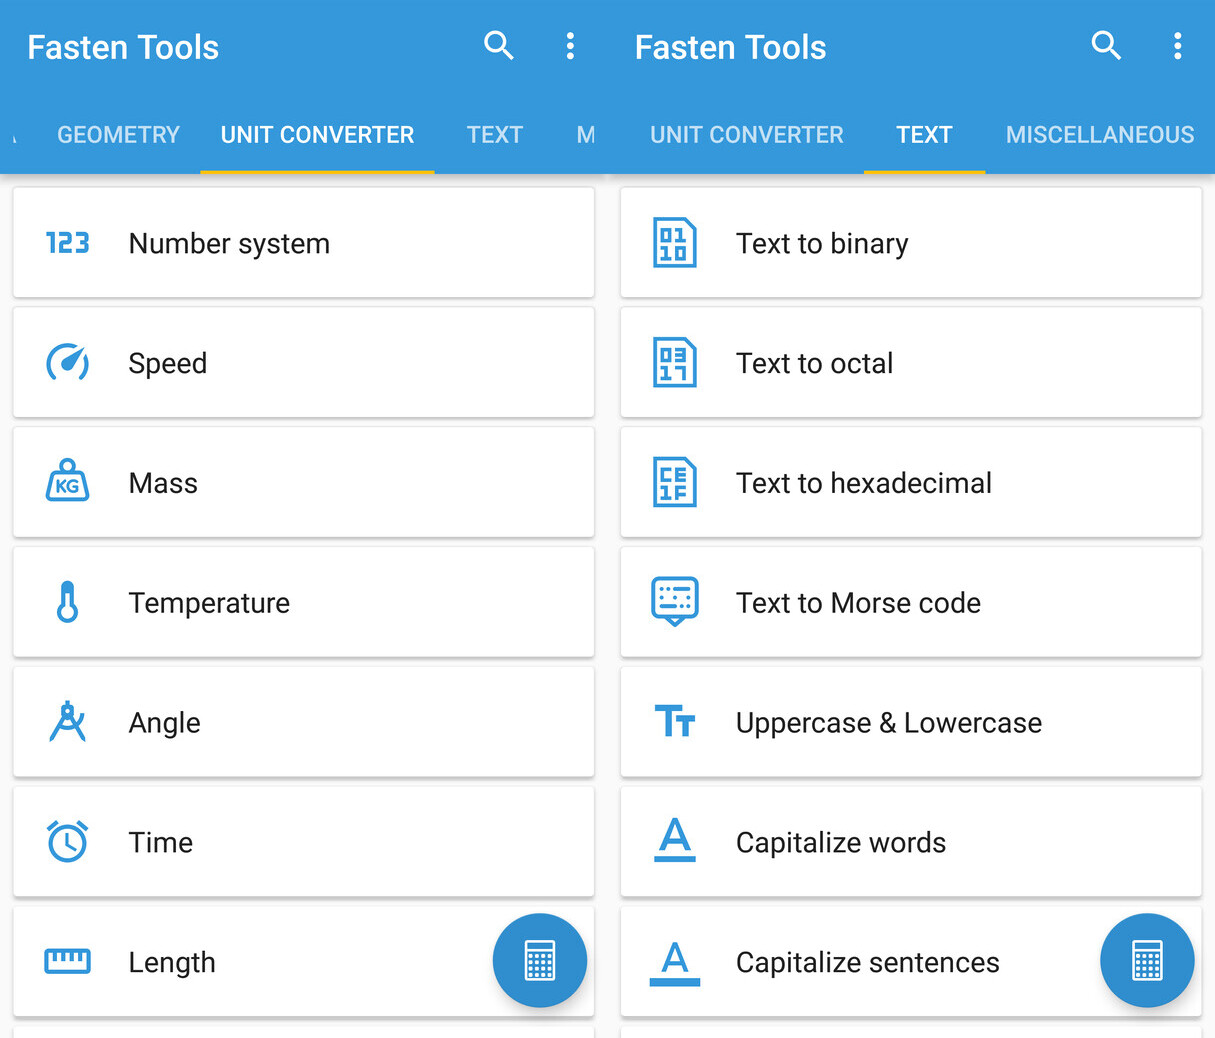 Fasten Tools
GEOMETRY UNIT CONVERTER TEXT M
123 Number system
Speed
KG Mass
Temperature
Angle
Time
Length
Fasten Tools
UNIT CONVERTER TEXT MISCELLANEOUS
01
10
Text to binary
03
17
Text to octal
CE
1F
Text to hexadecimal
Text to Morse code
TT Uppercase & Lowercase
A Capitalize words
A Capitalize sentences